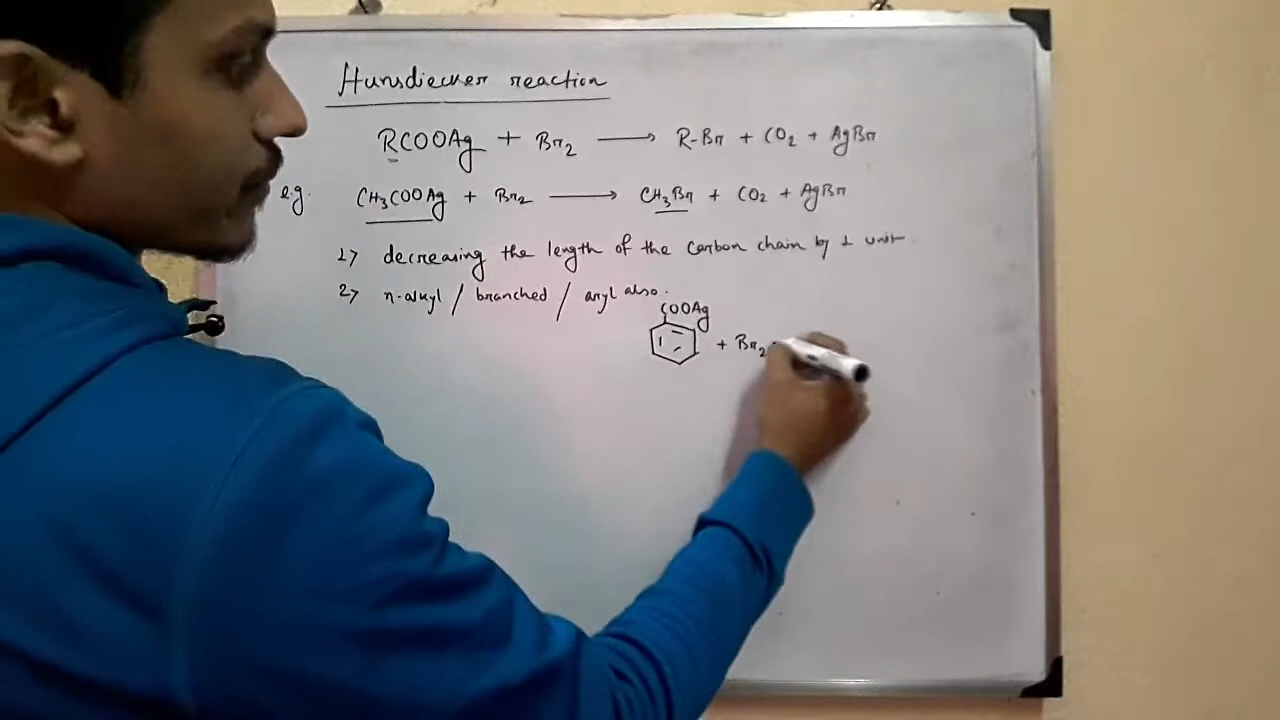 Hunsdiecker reaction
RCOOAg + Br₂ ⟶ R-Br + CO₂ + AgBr
e.g. CH₃COOAg + Br₂ ⟶ CH₃Br + CO₂ + AgBr
1> decreasing the length of the carbon chain by 1 unit
2> n-alkyl / branched / aryl also.
COOAg
+ Br₂